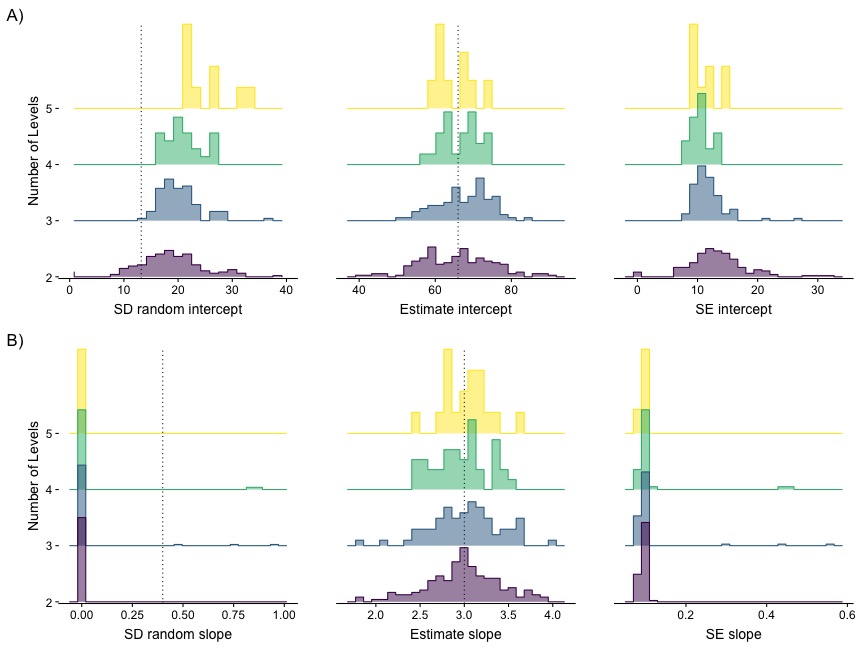 A)
Number of Levels
5
4
3
2
0 10 20 30 40
SD random intercept
40 60 80
Estimate intercept
0 10 20 30
SE intercept
B)
Number of Levels
5
4
3
2
0.00 0.25 0.50 0.75 1.00
SD random slope
2.0 2.5 3.0 3.5 4.0
Estimate slope
0.2 0.4 0.6
SE slope